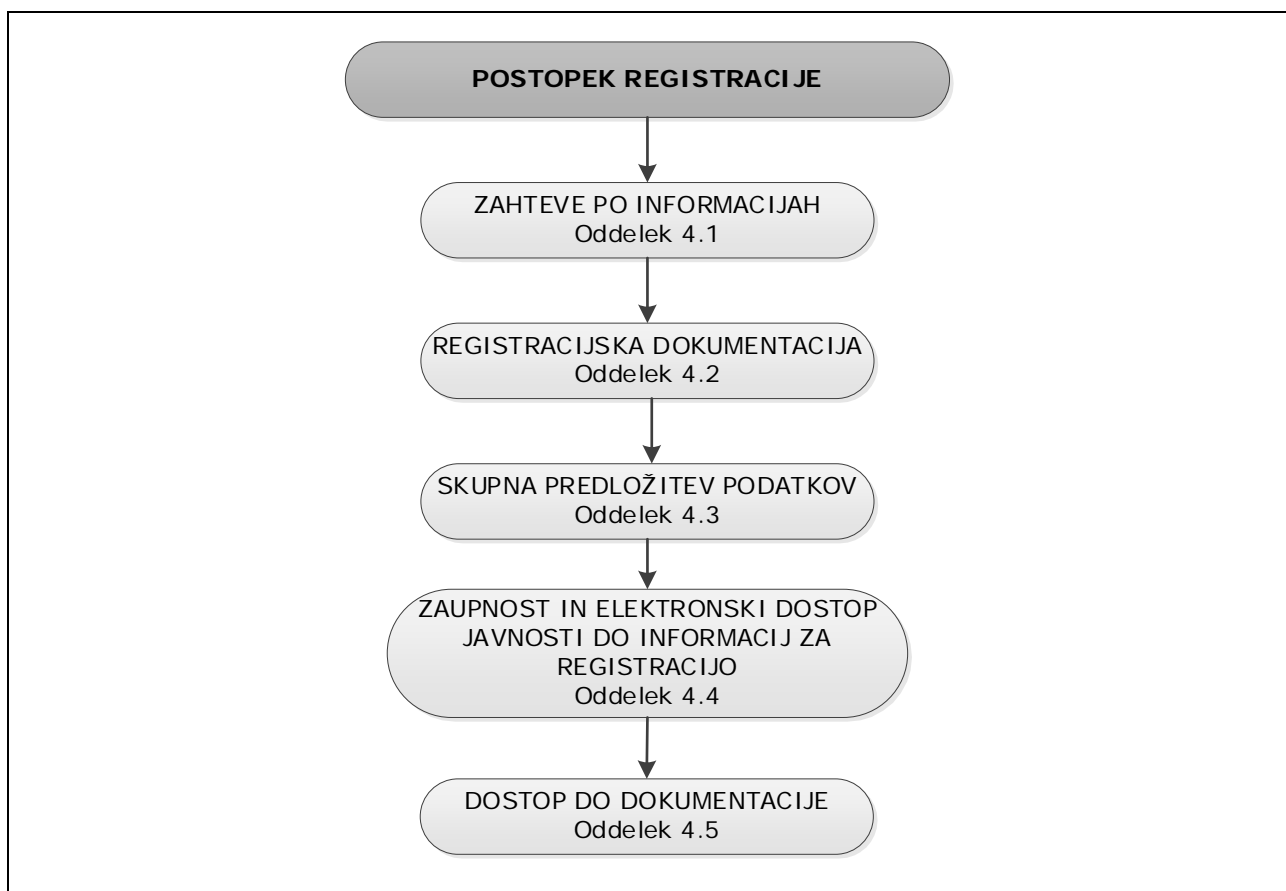 POSTOPEK REGISTRACIJE
ZAHTEVE PO INFORMACIJAH
Oddelek 4.1
REGISTRACIJSKA DOKUMENTACIJA
Oddelek 4.2
SKUPNA PREDLOŽITEV PODATKOV
Oddelek 4.3
ZAUPNOST IN ELEKTRONSKI DOSTOP
JAVNOSTI DO INFORMACIJ ZA
REGISTRACIJO
Oddelek 4.4
DOSTOP DO DOKUMENTACIJE
Oddelek 4.5